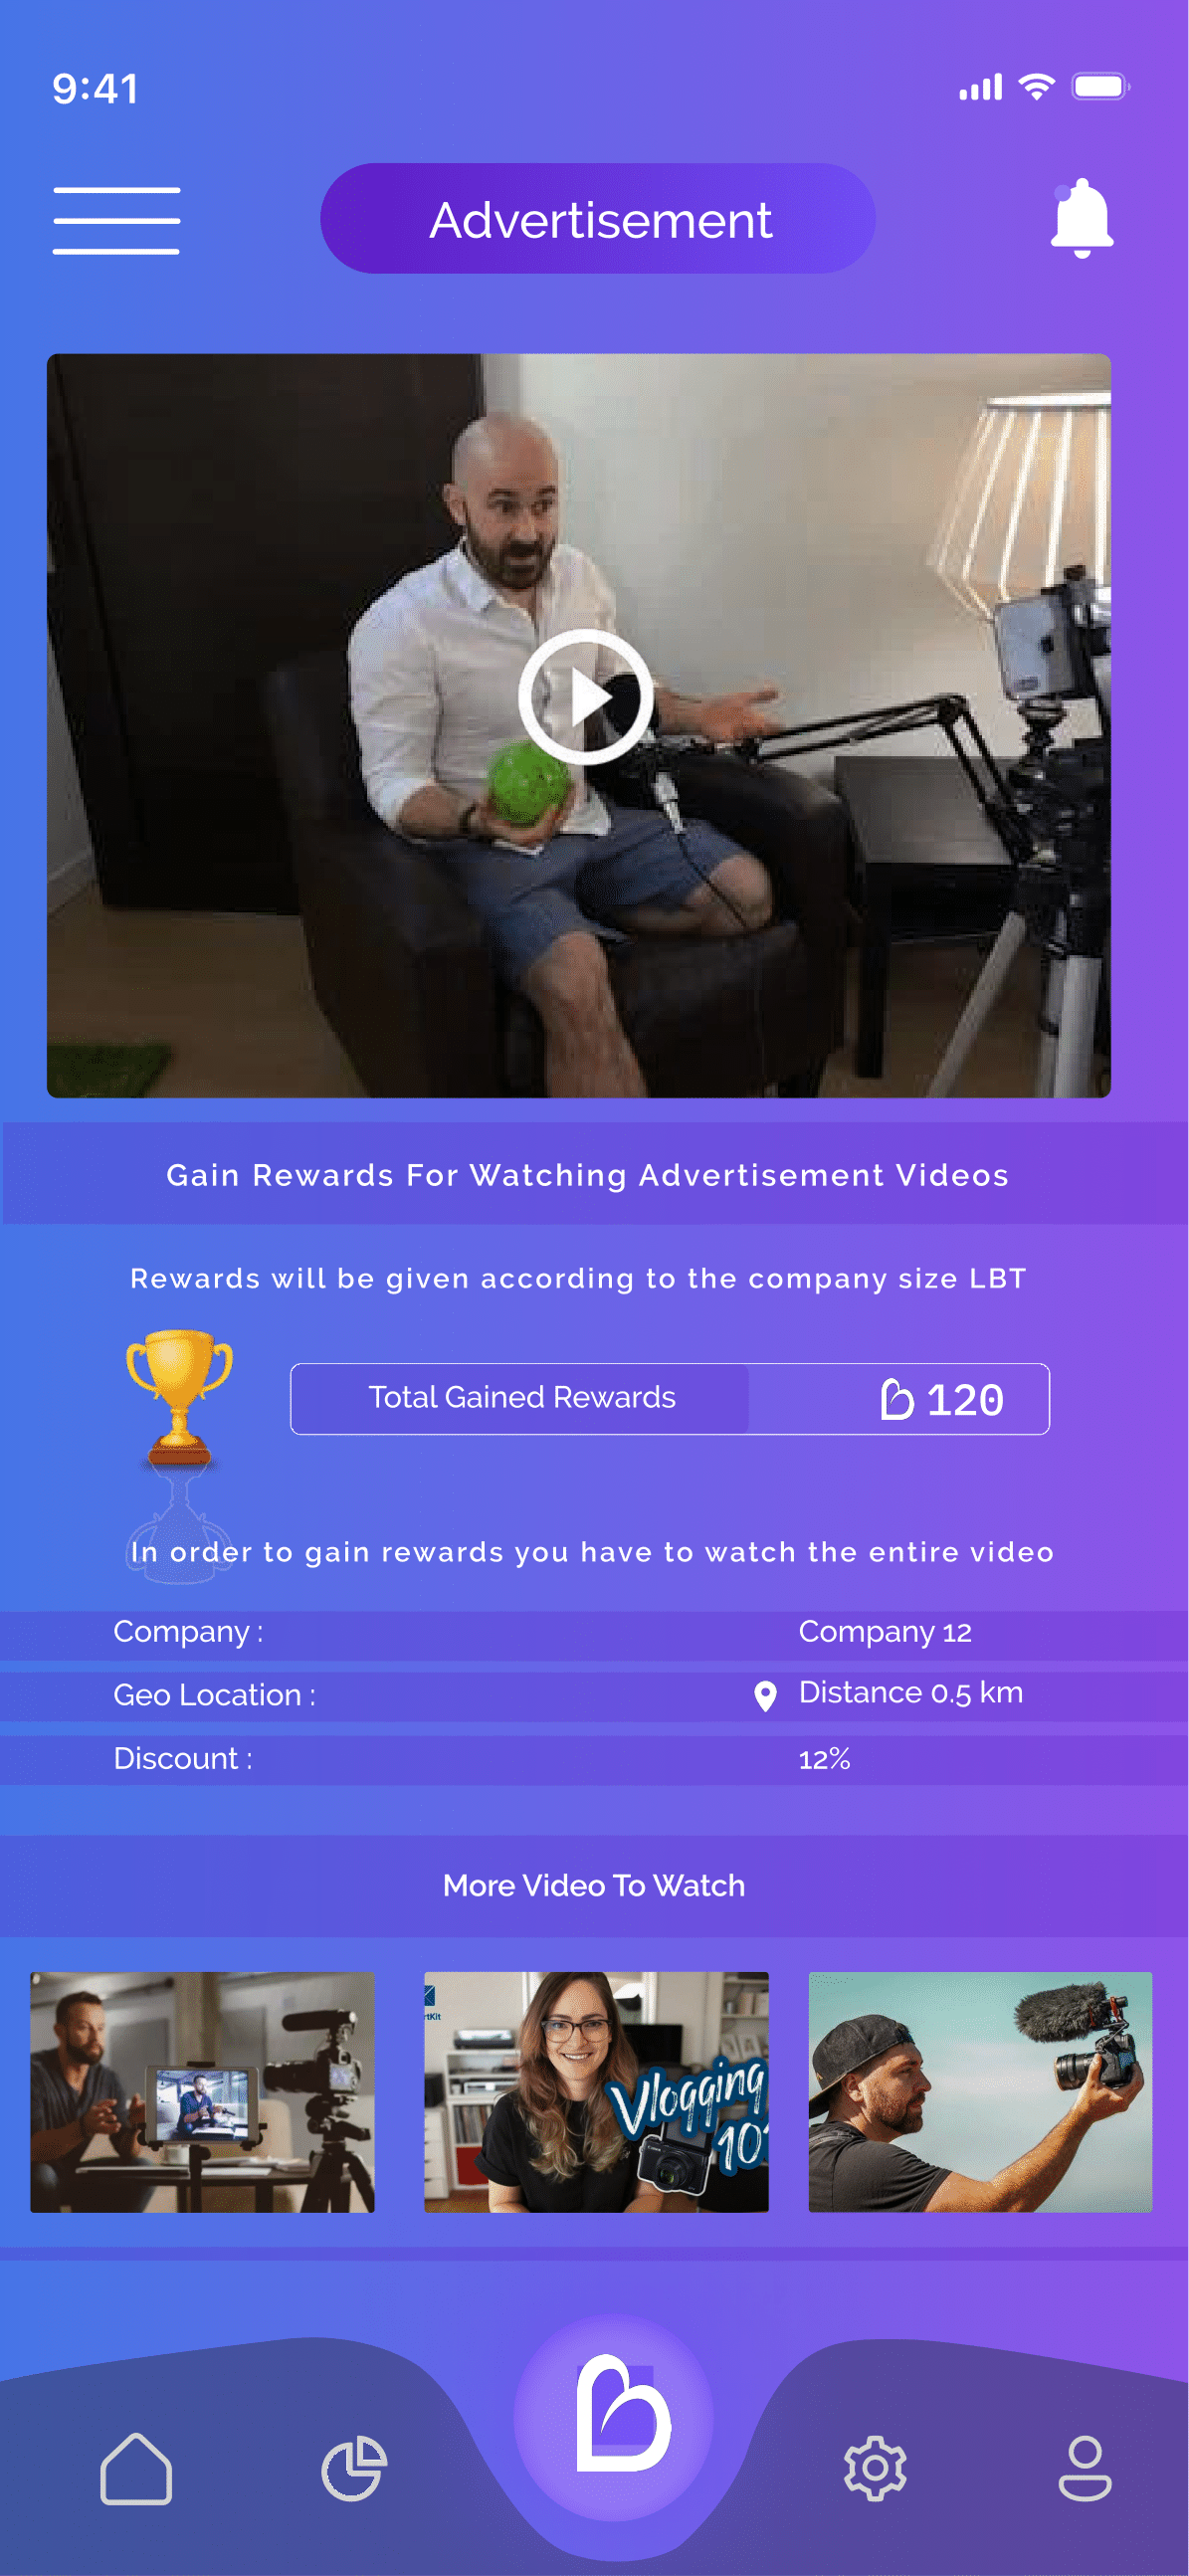 9:41
Advertisement
Gain Rewards For Watching Advertisement Videos
Rewards will be given according to the company size LBT
Total Gained Rewards 120
In order to gain rewards you have to watch the entire video
Company : Company 12
Geo Location : Distance 0.5 km
Discount : 12%
More Video To Watch
rtKit
Vlogging
101